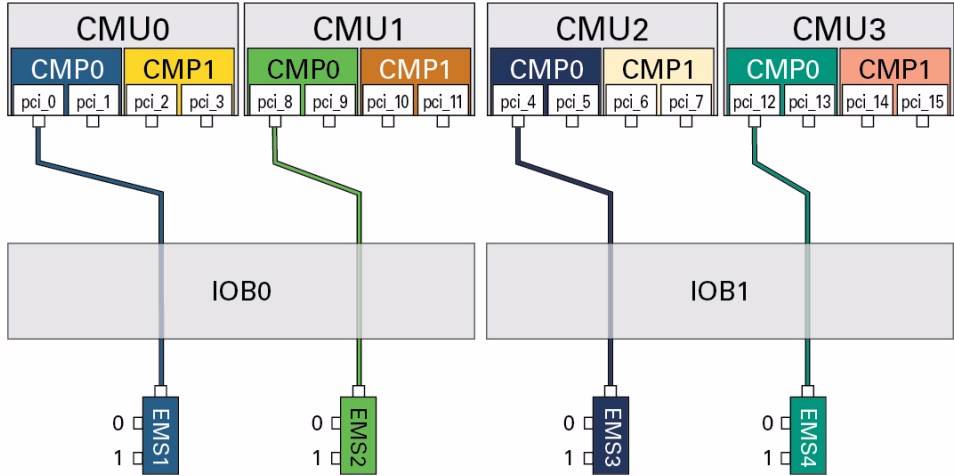 CMU0 CMU1 CMU2 CMU3
CMP0 CMP1 CMP0 CMP1 CMP0 CMP1 CMP0 CMP1
pci_0 pci_1 pci_2 pci_3 pci_8 pci_9 pci_10 pci_11 pci_4 pci_5 pci_6 pci_7 pci_12 pci_13 pci_14 pci_15
IOB0 IOB1
0 0 0 0
1 1 1 1
EMS1 EMS2 EMS3 EMS4